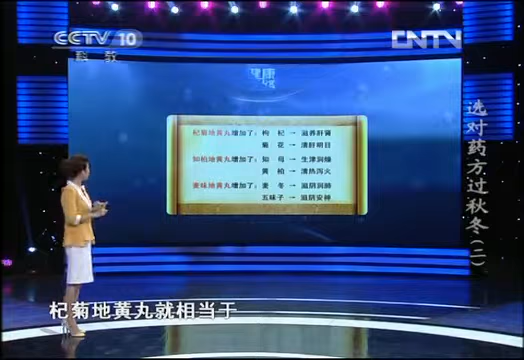 CCTV 10
科教
CNTV
健康
选对药方过秋冬(二)
杞菊地黄丸增加了：枸 杞 → 滋养肝肾
菊 花 → 清肝明目
知柏地黄丸增加了：知 母 → 生津润燥
黄 柏 → 清热泻火
麦味地黄丸增加了：麦 冬 → 滋阴润肺
五味子 → 滋阴安神
杞菊地黄丸就相当于